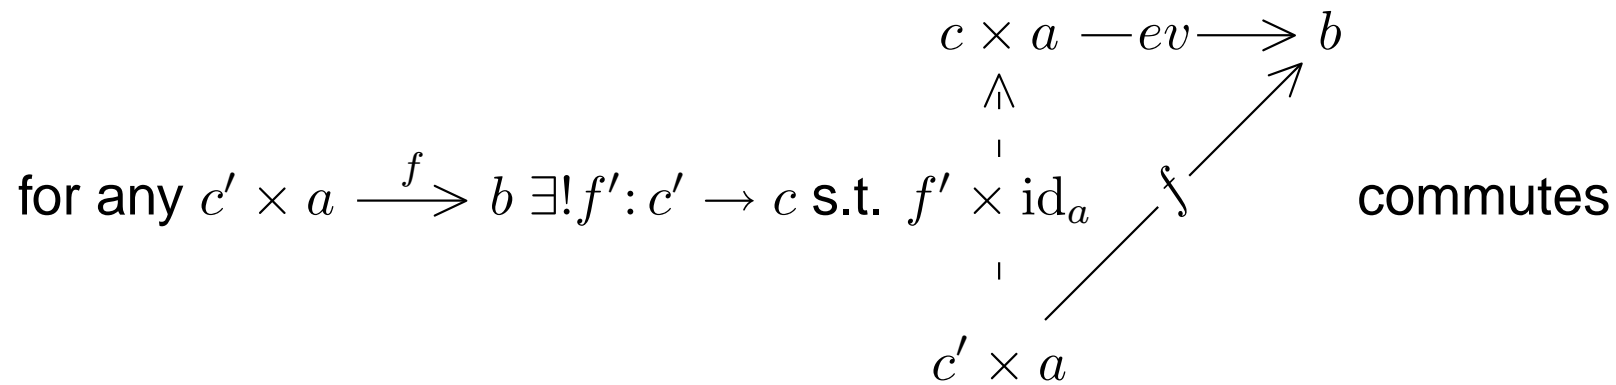 c × a —ev→ b
for any c′ × a —f→ b ∃!f′: c′ → c s.t. f′ × id_a f commutes
c′ × a